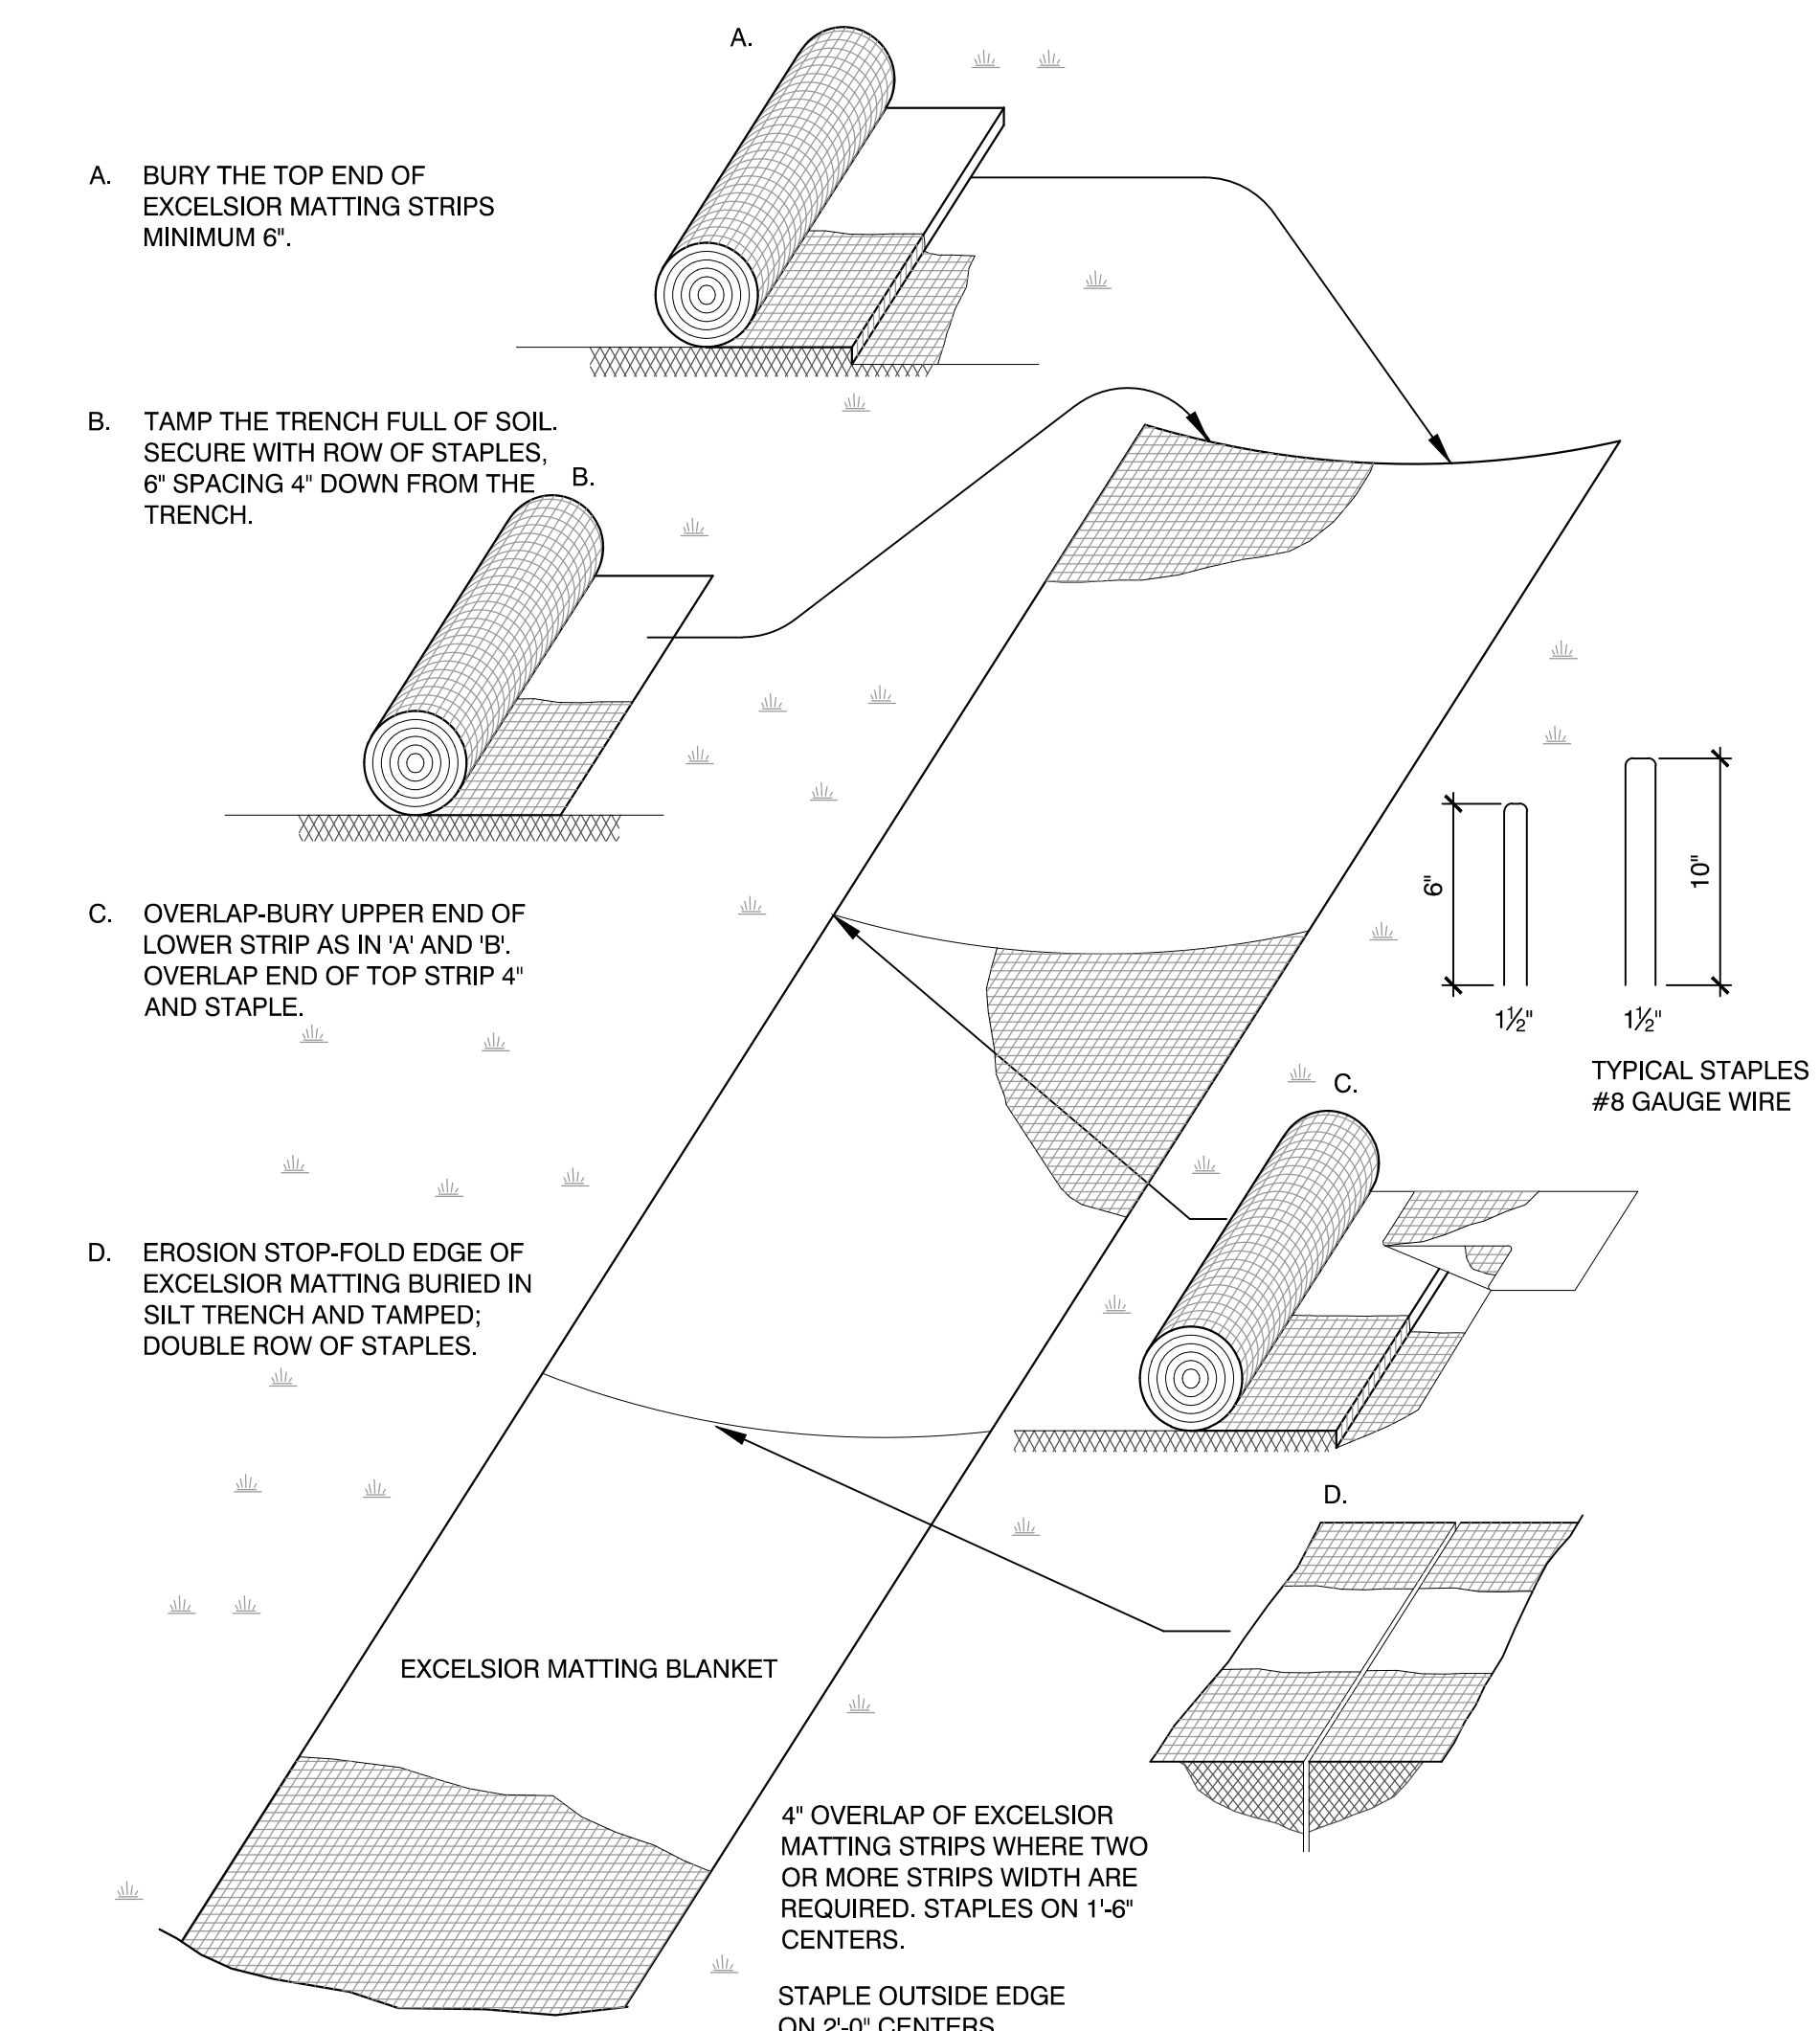 A.
A. BURY THE TOP END OF
EXCELSIOR MATTING STRIPS
MINIMUM 6".
B. TAMP THE TRENCH FULL OF SOIL.
SECURE WITH ROW OF STAPLES,
6" SPACING 4" DOWN FROM THE
TRENCH.
B.
C. OVERLAP-BURY UPPER END OF
LOWER STRIP AS IN 'A' AND 'B'.
OVERLAP END OF TOP STRIP 4"
AND STAPLE.
6"
10"
1½"
1½"
TYPICAL STAPLES
#8 GAUGE WIRE
C.
D. EROSION STOP-FOLD EDGE OF
EXCELSIOR MATTING BURIED IN
SILT TRENCH AND TAMPED;
DOUBLE ROW OF STAPLES.
D.
EXCELSIOR MATTING BLANKET
4" OVERLAP OF EXCELSIOR
MATTING STRIPS WHERE TWO
OR MORE STRIPS WIDTH ARE
REQUIRED. STAPLES ON 1'-6"
CENTERS.
STAPLE OUTSIDE EDGE
ON 2'-0" CENTERS